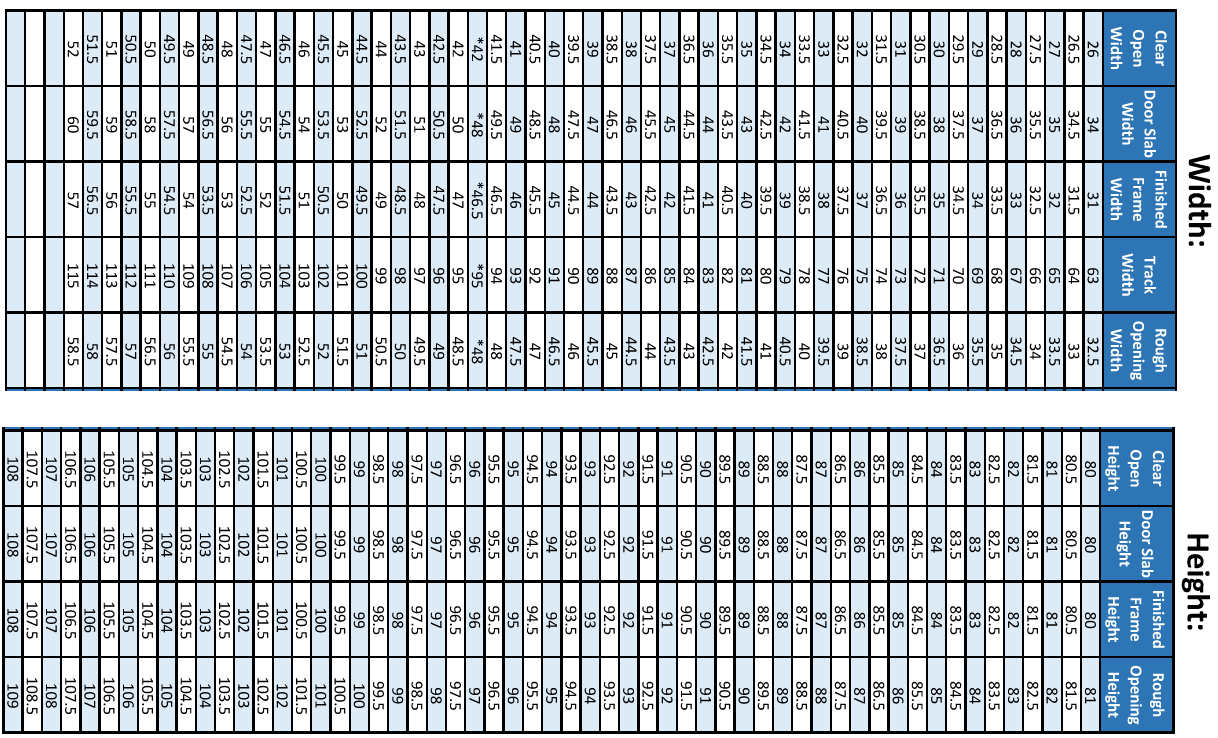 Width:
Clear Open Width Door Slab Width Finished Frame Width Track Width Rough Opening Width
26 34 31 63 32.5
26.5 34.5 31.5 64 33
27 35 32 65 33.5
27.5 35.5 32.5 66 34
28 36 33 67 34.5
28.5 36.5 33.5 68 35
29 37 34 69 35.5
29.5 37.5 34.5 70 36
30 38 35 71 36.5
30.5 38.5 35.5 72 37
31 39 36 73 37.5
31.5 39.5 36.5 74 38
32 40 37 75 38.5
32.5 40.5 37.5 76 39
33 41 38 77 39.5
33.5 41.5 38.5 78 40
34 42 39 79 40.5
34.5 42.5 39.5 80 41
35 43 40 81 41.5
35.5 43.5 40.5 82 42
36 44 41 83 42.5
36.5 44.5 41.5 84 43
37 45 42 85 43.5
37.5 45.5 42.5 86 44
38 46 43 87 44.5
38.5 46.5 43.5 88 45
39 47 44 89 45.5
39.5 47.5 44.5 90 46
40 48 45 91 46.5
40.5 48.5 45.5 92 47
41 49 46 93 47.5
41.5 49.5 46.5 94 48
*42 *48 *46.5 *95 *48
42 50 47 95 48.5
42.5 50.5 47.5 96 49
43 51 48 97 49.5
43.5 51.5 48.5 98 50
44 52 49 99 50.5
44.5 52.5 49.5 100 51
45 53 50 101 51.5
45.5 53.5 50.5 102 52
46 54 51 103 52.5
46.5 54.5 51.5 104 53
47 55 52 105 53.5
47.5 55.5 52.5 106 54
48 56 53 107 54.5
48.5 56.5 53.5 108 55
49 57 54 109 55.5
49.5 57.5 54.5 110 56
50 58 55 111 56.5
50.5 58.5 55.5 112 57
51 59 56 113 57.5
51.5 59.5 56.5 114 58
52 60 57 115 58.5
Height:
Clear Open Height Door Slab Height Finished Frame Height Rough Opening Height
80 80 80 81
80.5 80.5 80.5 81.5
81 81 81 82
81.5 81.5 81.5 82.5
82 82 82 83
82.5 82.5 82.5 83.5
83 83 83 84
83.5 83.5 83.5 84.5
84 84 84 85
84.5 84.5 84.5 85.5
85 85 85 86
85.5 85.5 85.5 86.5
86 86 86 87
86.5 86.5 86.5 87.5
87 87 87 88
87.5 87.5 87.5 88.5
88 88 88 89
88.5 88.5 88.5 89.5
89 89 89 90
89.5 89.5 89.5 90.5
90 90 90 91
90.5 90.5 90.5 91.5
91 91 91 92
91.5 91.5 91.5 92.5
92 92 92 93
92.5 92.5 92.5 93.5
93 93 93 94
93.5 93.5 93.5 94.5
94 94 94 95
94.5 94.5 94.5 95.5
95 95 95 96
95.5 95.5 95.5 96.5
96 96 96 97
96.5 96.5 96.5 97.5
97 97 97 98
97.5 97.5 97.5 98.5
98 98 98 99
98.5 98.5 98.5 99.5
99 99 99 100
99.5 99.5 99.5 100.5
100 100 100 101
100.5 100.5 100.5 101.5
101 101 101 102
101.5 101.5 101.5 102.5
102 102 102 103
102.5 102.5 102.5 103.5
103 103 103 104
103.5 103.5 103.5 104.5
104 104 104 105
104.5 104.5 104.5 105.5
105 105 105 106
105.5 105.5 105.5 106.5
106 106 106 107
106.5 106.5 106.5 107.5
107 107 107 108
107.5 107.5 107.5 108.5
108 108 108 109